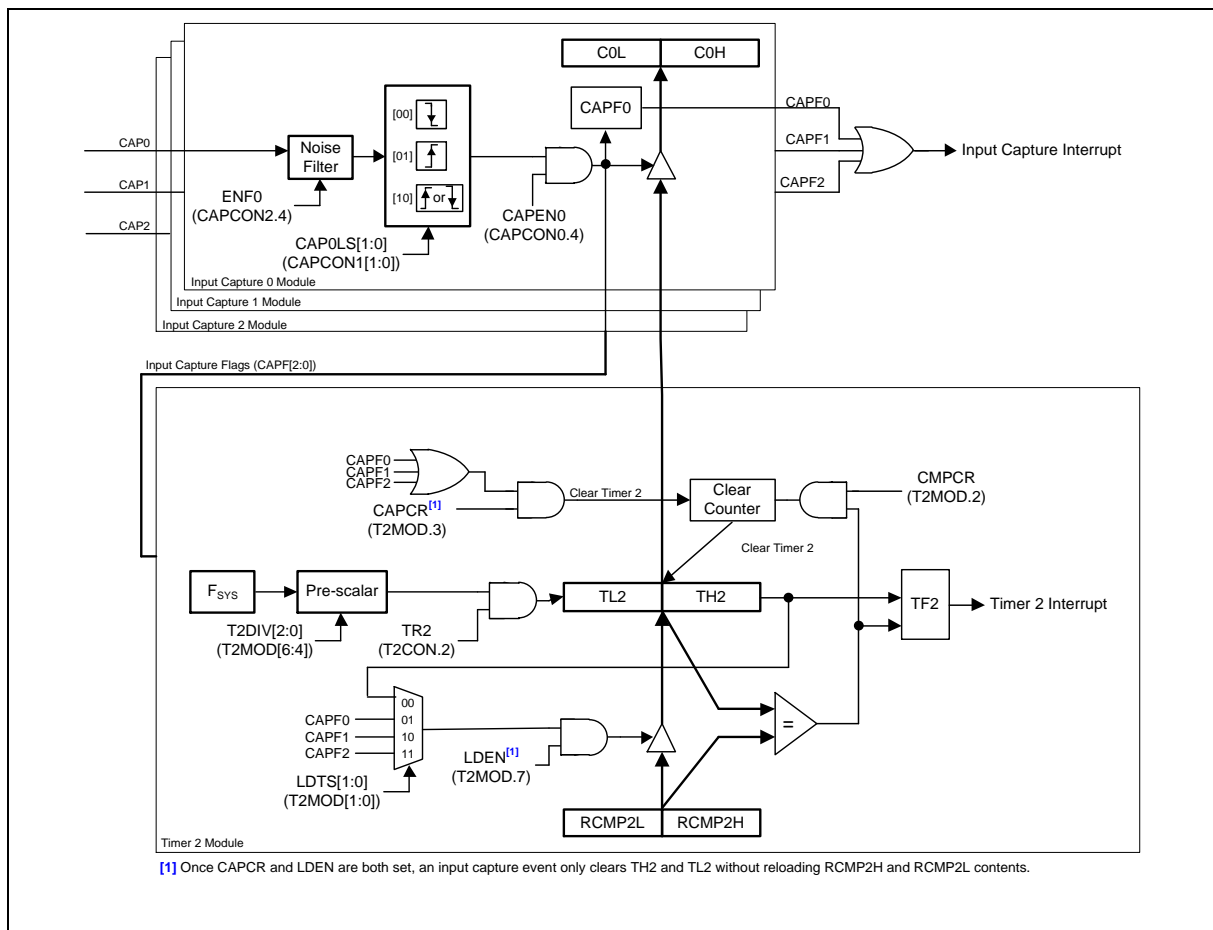 C0L C0H
CAPF0
CAPF0
[00]
CAP0
Noise
Filter
[01]
CAPF1
Input Capture Interrupt
CAPF2
[10] or
CAP1
ENF0
(CAPCON2.4)
CAPEN0
(CAPCON0.4)
CAP2
CAP0LS[1:0]
(CAPCON1[1:0])
Input Capture 0 Module
Input Capture 1 Module
Input Capture 2 Module
Input Capture Flags (CAPF[2:0])
CAPF0
CAPF1
CAPF2
CAPCR[1]
(T2MOD.3)
Clear Timer 2
Clear
Counter
CMPCR
(T2MOD.2)
Clear Timer 2
FSYS
Pre-scalar
TL2 TH2
TF2
Timer 2 Interrupt
T2DIV[2:0]
(T2MOD[6:4])
TR2
(T2CON.2)
00
CAPF0 01
CAPF1 10
CAPF2 11
=
LDEN[1]
(T2MOD.7)
LDTS[1:0]
(T2MOD[1:0])
RCMP2L RCMP2H
Timer 2 Module
[1] Once CAPCR and LDEN are both set, an input capture event only clears TH2 and TL2 without reloading RCMP2H and RCMP2L contents.